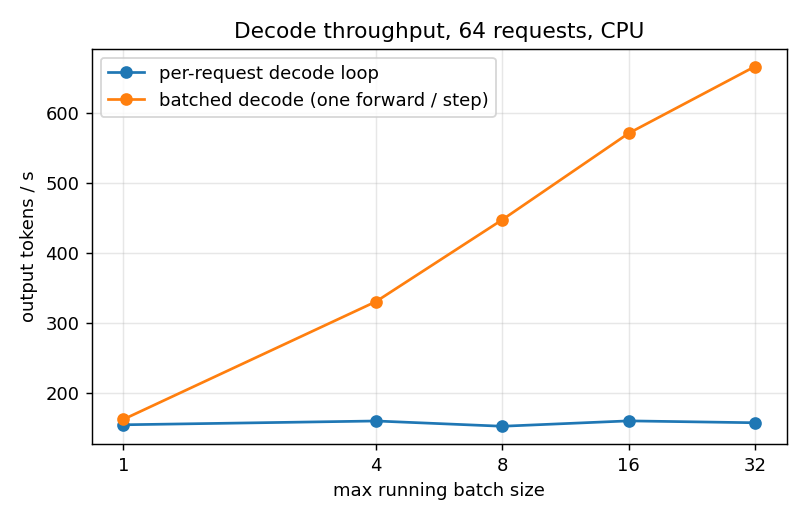 Decode throughput, 64 requests, CPU
per-request decode loop
batched decode (one forward / step)
output tokens / s
600
500
400
300
200
1
4
8
16
32
max running batch size